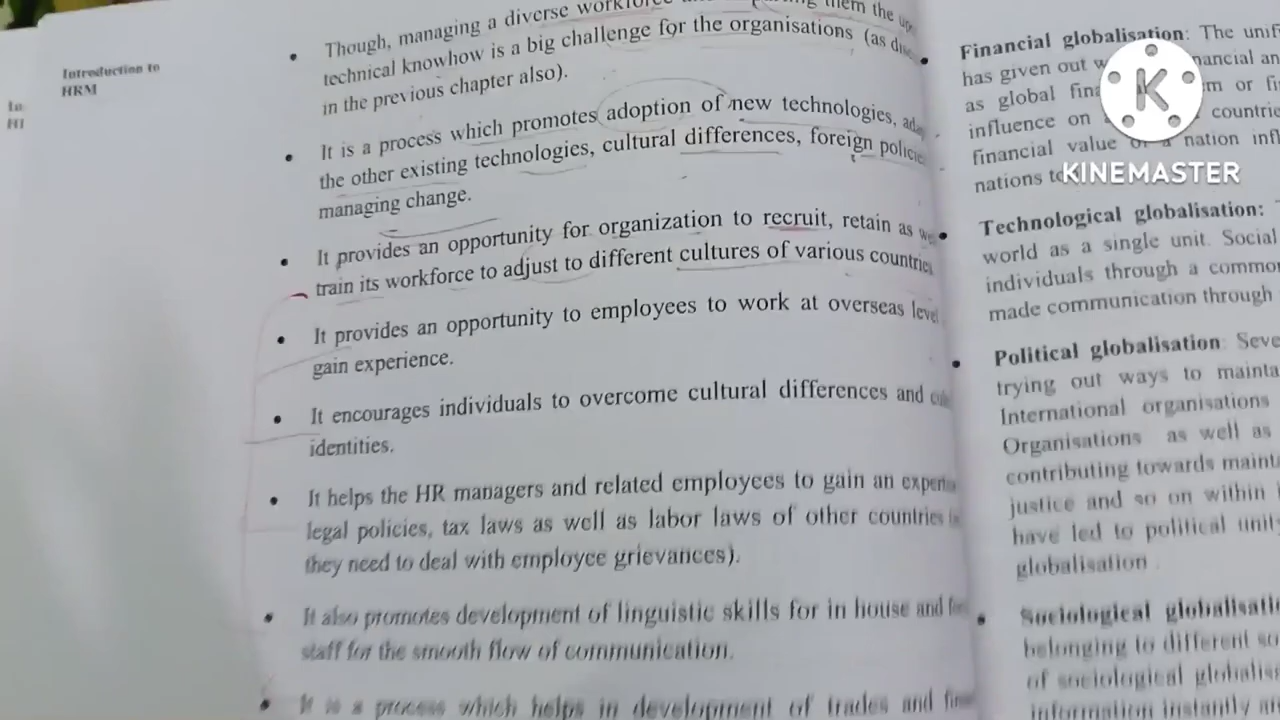 Introduction to
HRM
Though, managing a diverse workforce them the
technical knowhow is a big challenge for the organisations (as
in the previous chapter also).
• It is a process which promotes adoption of new technologies,
the other existing technologies, cultural differences, foreign
managing change.
• It provides an opportunity for organization to recruit, retain as
train its workforce to adjust to different cultures of various
• It provides an opportunity to employees to work at overseas
gain experience.
• It encourages individuals to overcome cultural differences and
identities.
• It helps the HR managers and related employees to gain an
legal policies, tax laws as well as labor laws of other countries
they need to deal with employee grievances).
• It also promotes development of linguistic skills for in house and
staff for the smooth flow of communication.
• It is a process which helps in development of trades and
• Financial globalisation: The
has given out
as global or
influence on
financial value of a nation
nations
• Technological globalisation:
world as a single unit. Social
individuals through a
made communication through
• Political globalisation:
trying out ways to
International organisations
Organisations as well as
contributing towards
justice and so on within
have led to political
globalisation
• Sociological
belonging to different
of sociological
information instantly
K
KINEMASTER